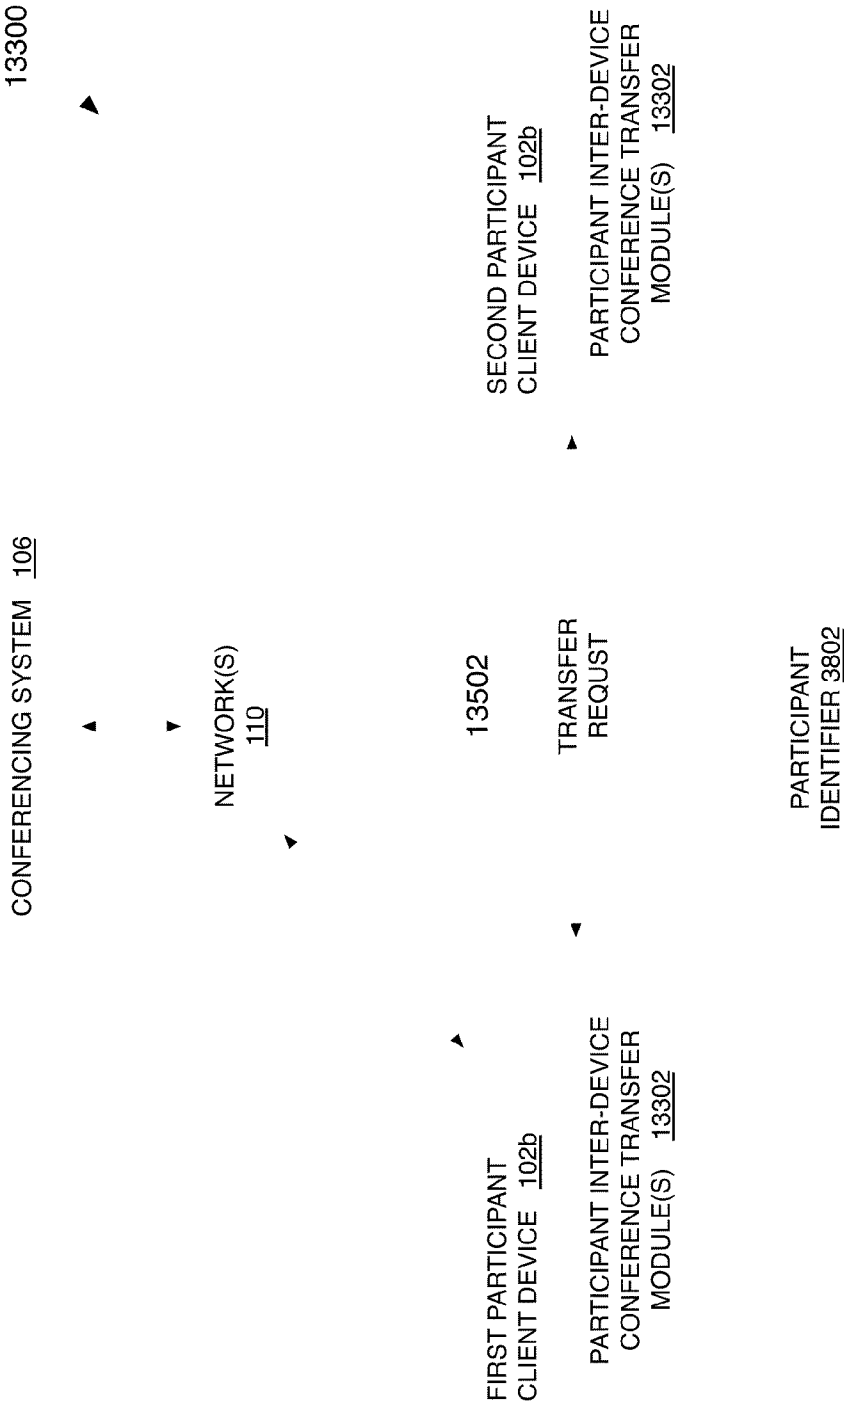 13300
CONFERENCING SYSTEM 106
NETWORK(S)
110
FIRST PARTICIPANT
CLIENT DEVICE 102b
PARTICIPANT INTER-DEVICE
CONFERENCE TRANSFER
MODULE(S) 13302
13502
TRANSFER
REQUST
PARTICIPANT
IDENTIFIER 3802
SECOND PARTICIPANT
CLIENT DEVICE 102b
PARTICIPANT INTER-DEVICE
CONFERENCE TRANSFER
MODULE(S) 13302